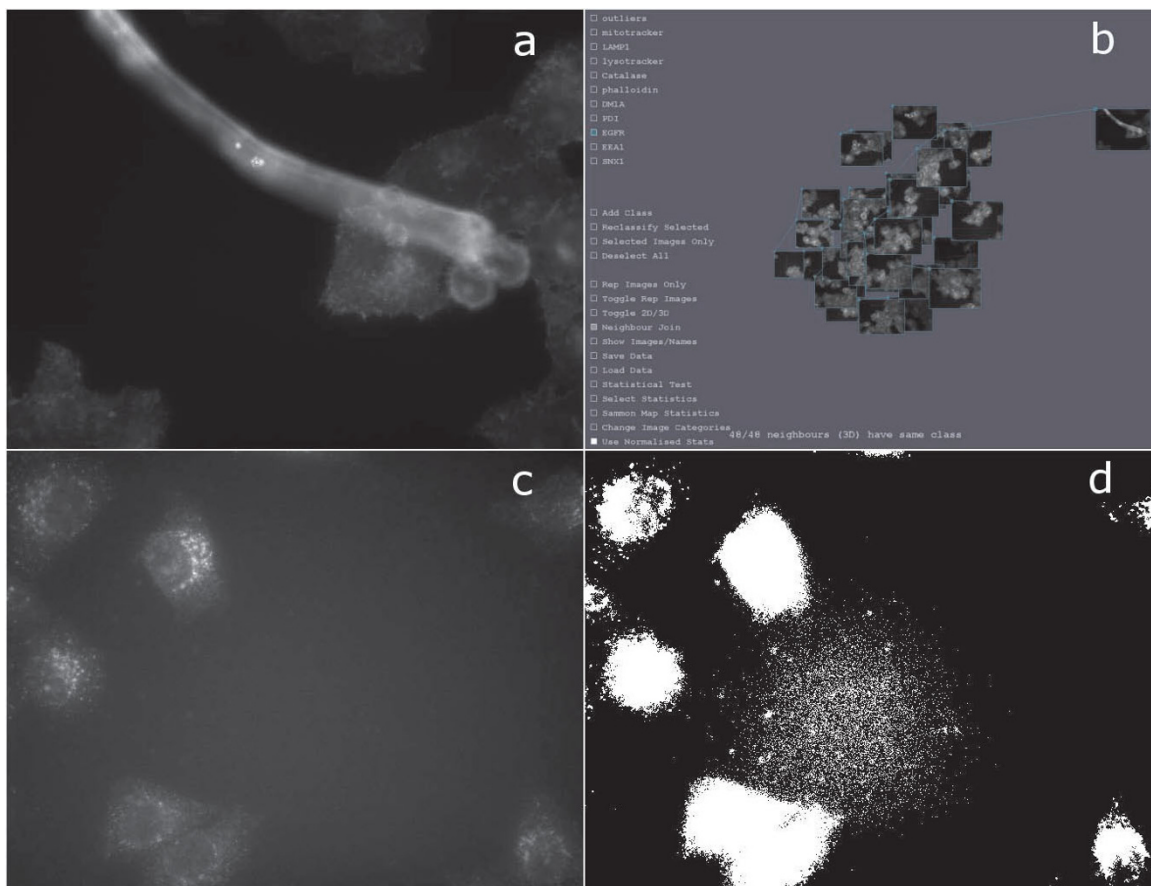 a
b
outliers
mitotracker
LAMP1
lysotracker
Catalase
phalloidin
DM1A
PDI
EGFR
EEA1
SNX1
Add Class
Reclassify Selected
Selected Images Only
Deselect All
Rep Images Only
Toggle Rep Images
Toggle 2D/3D
Neighbour Join
Show Images/Names
Save Data
Load Data
Statistical Test
Select Statistics
Sammon Map Statistics
Change Image Categories
48/48 neighbours (3D) have same class
Use Normalised Stats
c
d